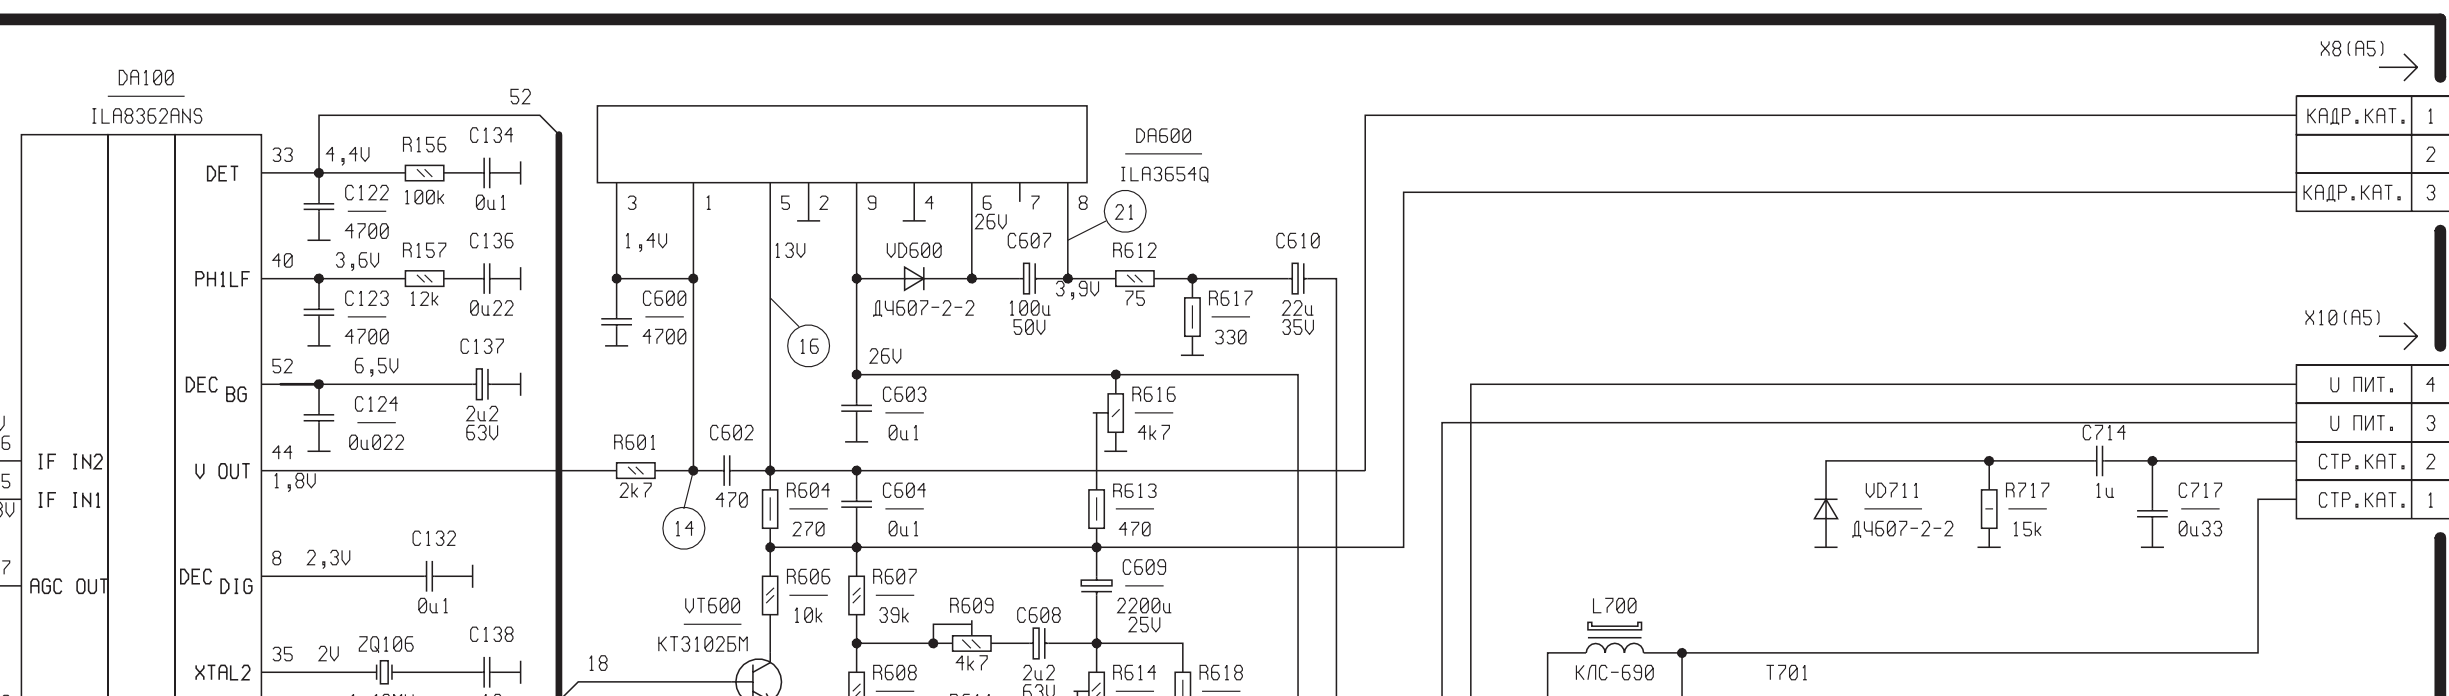 X8(A5)
DA100
ILA8362ANS
52
КАДР.КАТ. 1
2
КАДР.КАТ. 3
DA600
ILA3654Q
33 4,4V R156 C134
DET
C122 100k 0u1
4700
3 1 5 2 9 4 6 7 8 21
26V
1,4V 13V VD600 C607 R612 C610
40 3,6V R157 C136
PH1LF
C123 12k 0u22
4700
C600
4700
ДЧ607-2-2
100u
50V
3,9V 75
R617
330
22u
35V
X10(A5)
16
26V
52 6,5V C137
DEC BG
C124 2u2
0u022 63V
C603
0u1
R616
4k7
U ПИТ. 4
U ПИТ. 3
СТР.КАТ. 2
СТР.КАТ. 1
6
IF IN2
5
IF IN1
44
V OUT
1,8V
R601 C602
2k7 470
14
R604
270
C604
0u1
R613
470
C714
1u
VD711
ДЧ607-2-2
R717
15k
C717
0u33
8 2,3V C132
DEC DIG
0u1
7
AGC OUT
R606
10k
R607
39k
C609
2200u
25V
VT600
КТ3102БМ
R609
4k7
C608
2u2
63V
L700
КЛС-690
T701
35 2V ZQ106 C138
XTAL2
18
R608
R614
R618